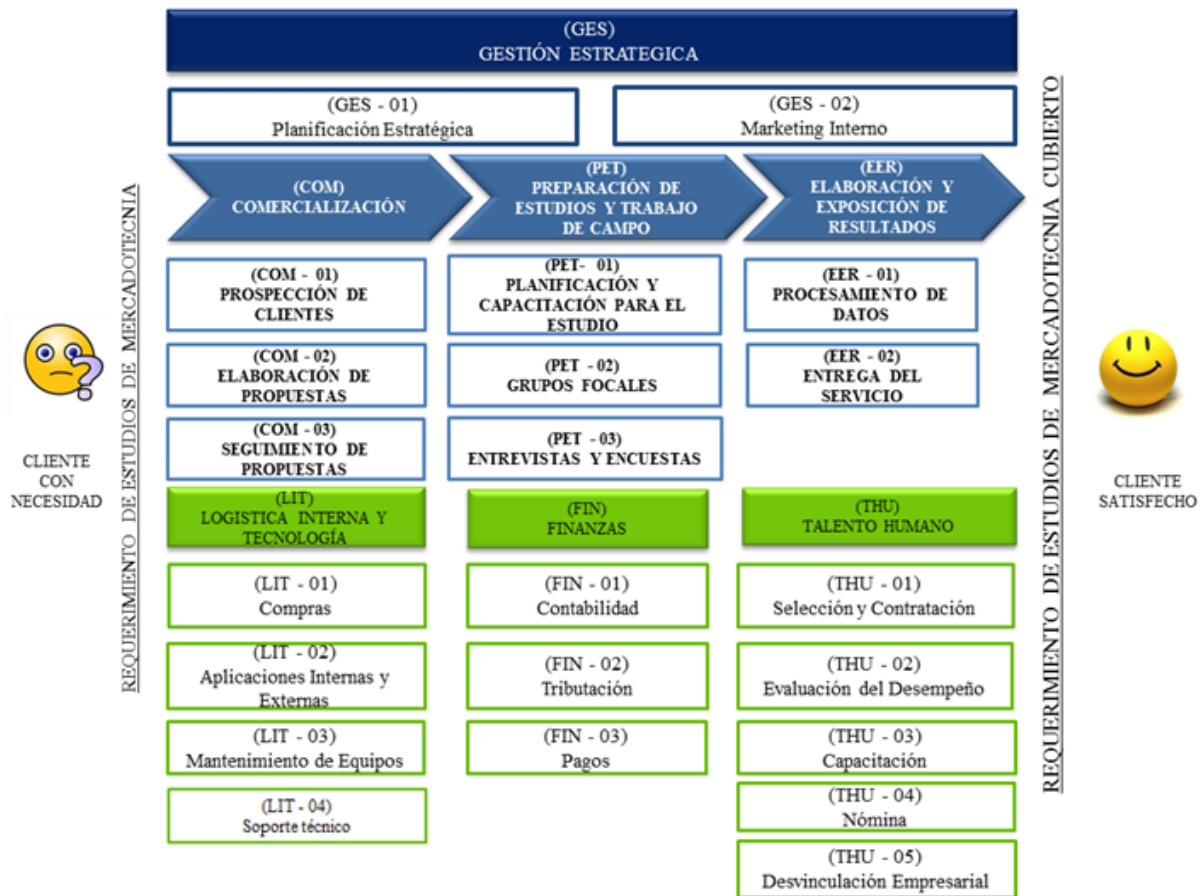 (GES)
GESTIÓN ESTRATEGICA
(GES - 01)
Planificación Estratégica
(GES - 02)
Marketing Interno
REQUERIMIENTO DE ESTUDIOS DE MERCADOTECNIA
CLIENTE
CON
NECESIDAD
(COM)
COMERCIALIZACIÓN
(PET)
PREPARACIÓN DE
ESTUDIOS Y TRABAJO
DE CAMPO
(EER)
ELABORACIÓN Y
EXPOSICIÓN DE
RESULTADOS
(COM - 01)
PROSPECCIÓN DE
CLIENTES
(COM - 02)
ELABORACIÓN DE
PROPUESTAS
(COM - 03)
SEGUIMIENTO DE
PROPUESTAS
(PET- 01)
PLANIFICACIÓN Y
CAPACITACIÓN PARA EL
ESTUDIO
(PET - 02)
GRUPOS FOCALES
(PET - 03)
ENTREVISTAS Y ENCUESTAS
(EER - 01)
PROCESAMIENTO DE
DATOS
(EER - 02)
ENTREGA DEL
SERVICIO
(LIT)
LOGISTICA INTERNA Y
TECNOLOGÍA
(LIT - 01)
Compras
(LIT - 02)
Aplicaciones Internas y
Externas
(LIT - 03)
Mantenimiento de Equipos
(LIT - 04)
Soporte técnico
(FIN)
FINANZAS
(FIN - 01)
Contabilidad
(FIN - 02)
Tributación
(FIN - 03)
Pagos
(THU)
TALENTO HUMANO
(THU - 01)
Selección y Contratación
(THU - 02)
Evaluación del Desempeño
(THU - 03)
Capacitación
(THU - 04)
Nómina
(THU - 05)
Desvinculación Empresarial
REQUERIMIENTO DE ESTUDIOS DE MERCADOTECNIA CUBIERTO
CLIENTE
SATISFECHO